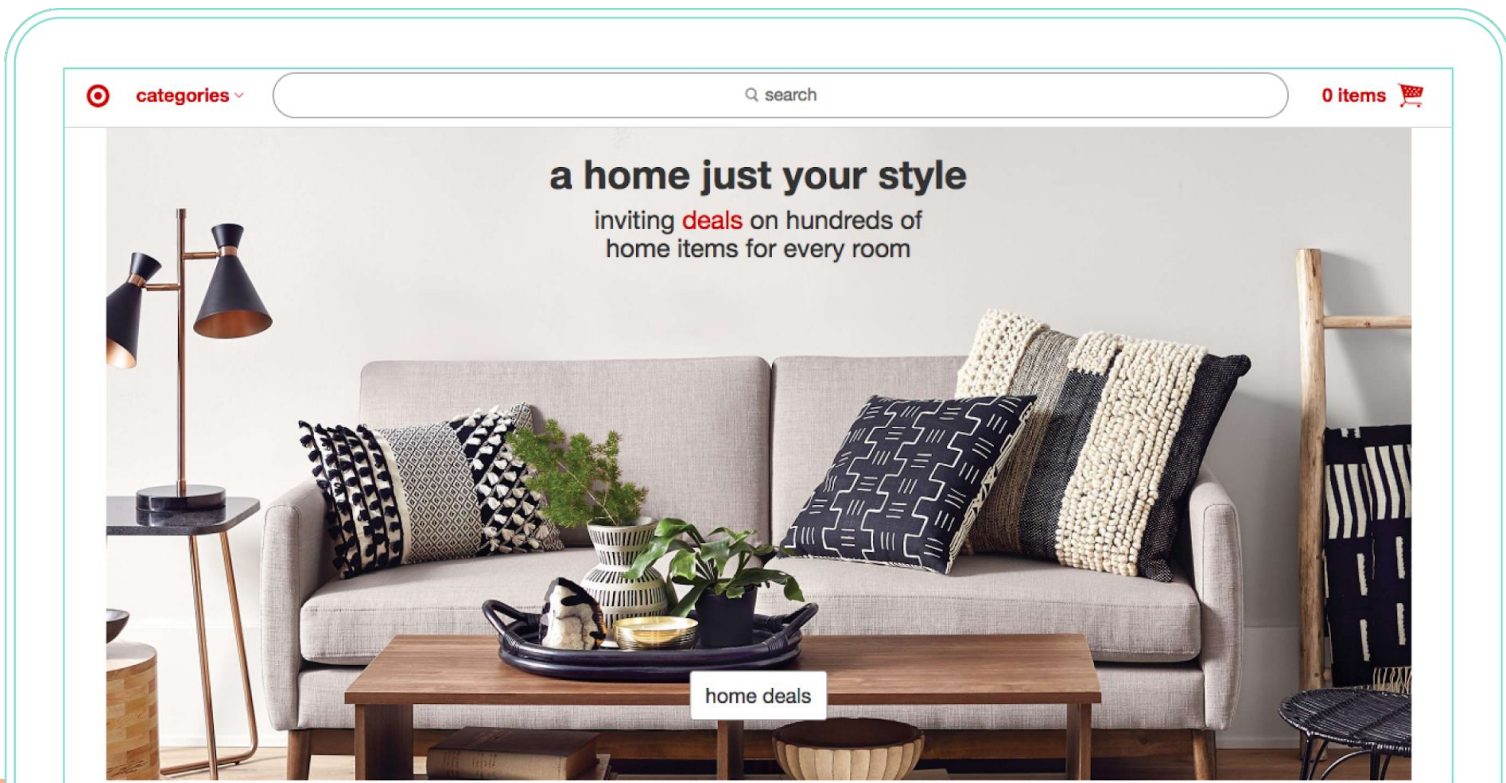 categories
search
0 items
a home just your style
inviting deals on hundreds of
home items for every room
home deals